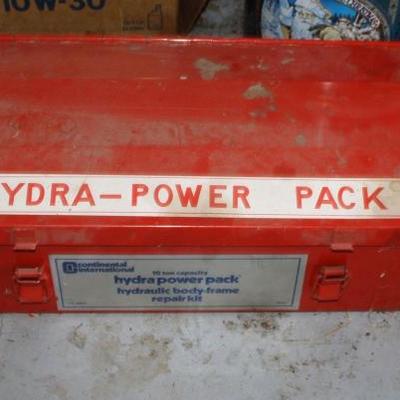 10W-30
YDRA-POWER PACK
continental
international
10 ton capacity
hydra power pack
hydraulic body-frame
repair kit